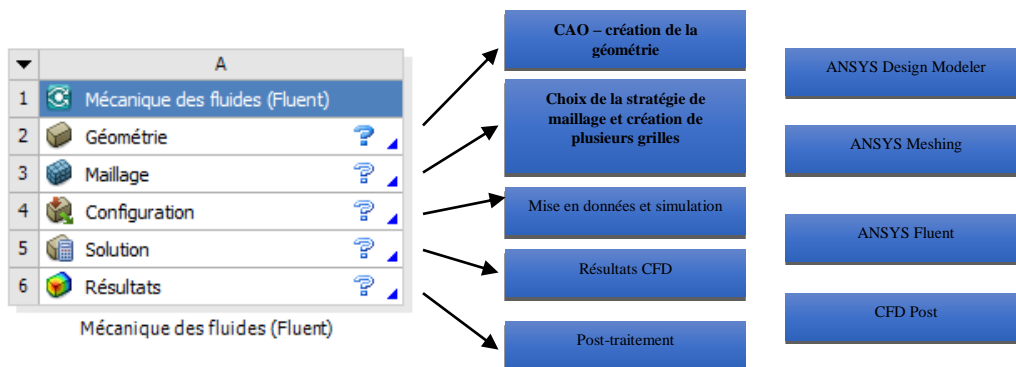 A
1 Mécanique des fluides (Fluent)
2 Géométrie ?
3 Maillage ?
4 Configuration ?
5 Solution ?
6 Résultats ?
Mécanique des fluides (Fluent)
CAO – création de la
géométrie
Choix de la stratégie de
maillage et création de
plusieurs grilles
Mise en données et simulation
Résultats CFD
Post-traitement
ANSYS Design Modeler
ANSYS Meshing
ANSYS Fluent
CFD Post